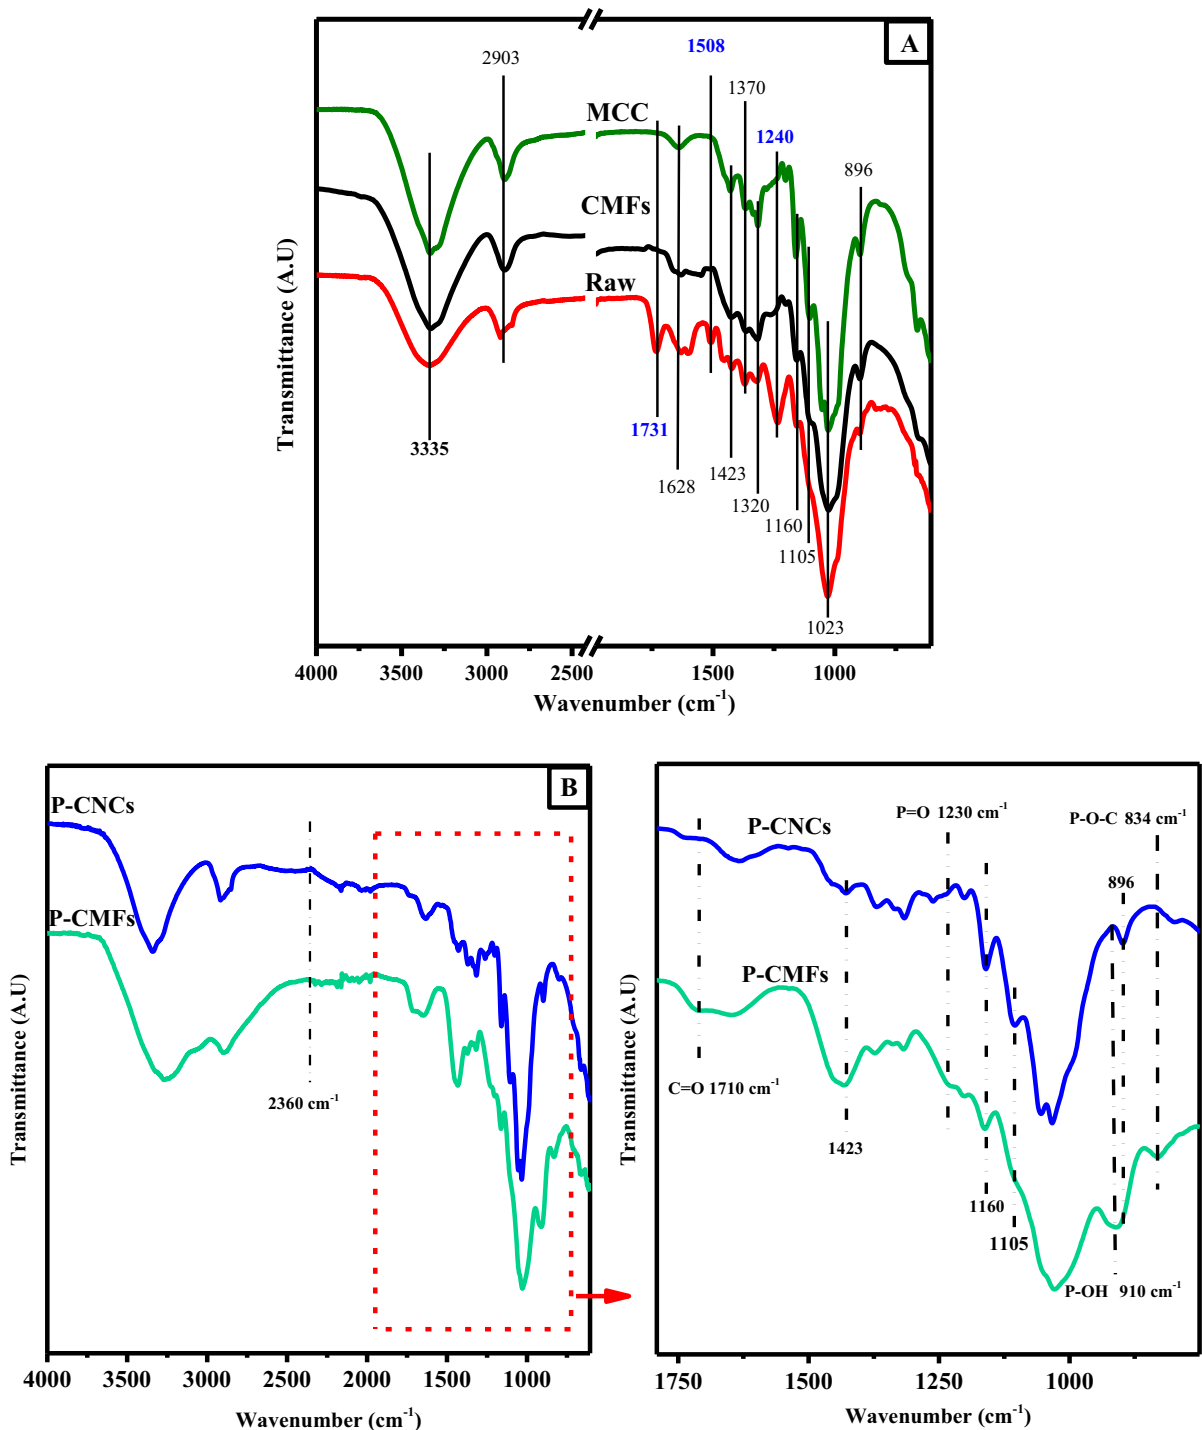 A
2903
1508
1370
MCC
1240
896
CMFs
Raw
1731
3335
1628
1423
1320
1160
1105
1023
Transmittance (A.U)
4000 3500 3000 2500 1500 1000
Wavenumber (cm⁻¹)
B
P-CNCs
P-CMFs
2360 cm⁻¹
Transmittance (A.U)
4000 3500 3000 2500 2000 1500 1000
Wavenumber (cm⁻¹)
P=O 1230 cm⁻¹
P-CNCs
P-O-C 834 cm⁻¹
896
P-CMFs
C=O 1710 cm⁻¹
1423
1160
1105
P-OH 910 cm⁻¹
Transmittance (A.U)
1750 1500 1250 1000
Wavenumber (cm⁻¹)